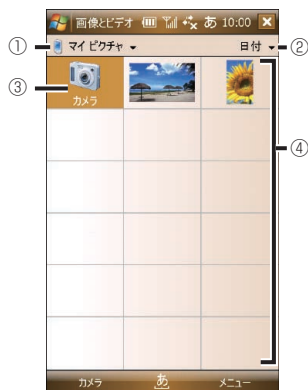 画像とビデオ あ 10:00
① マイ ピクチャ 日付 ②
③ カメラ
④
カメラ あ メニュー